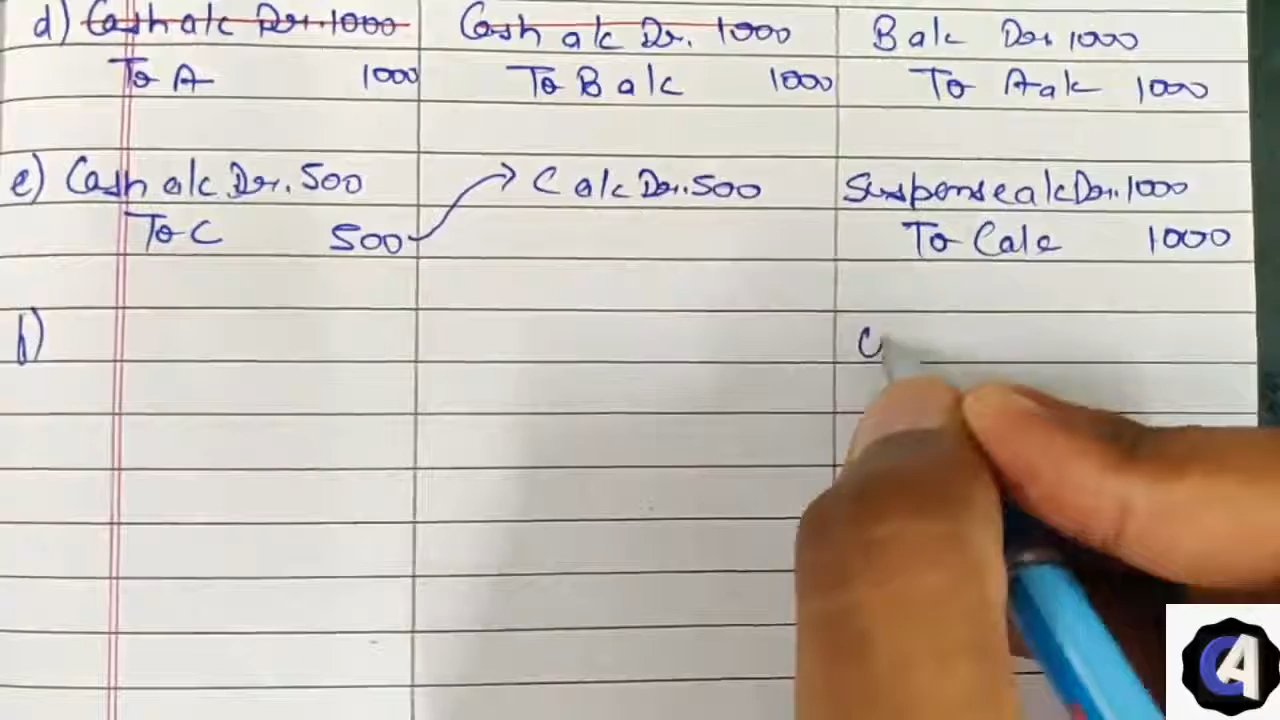 d) Cash a/c Dr. 1000 Cash a/c Dr. 1000 B a/c Dr. 1000
To A 1000 To B a/c 1000 To A a/c 1000
e) Cash a/c Dr. 500 C a/c Dr. 500 Suspense a/c Dr. 1000
To C 500 To C a/c 1000
f) C
CA